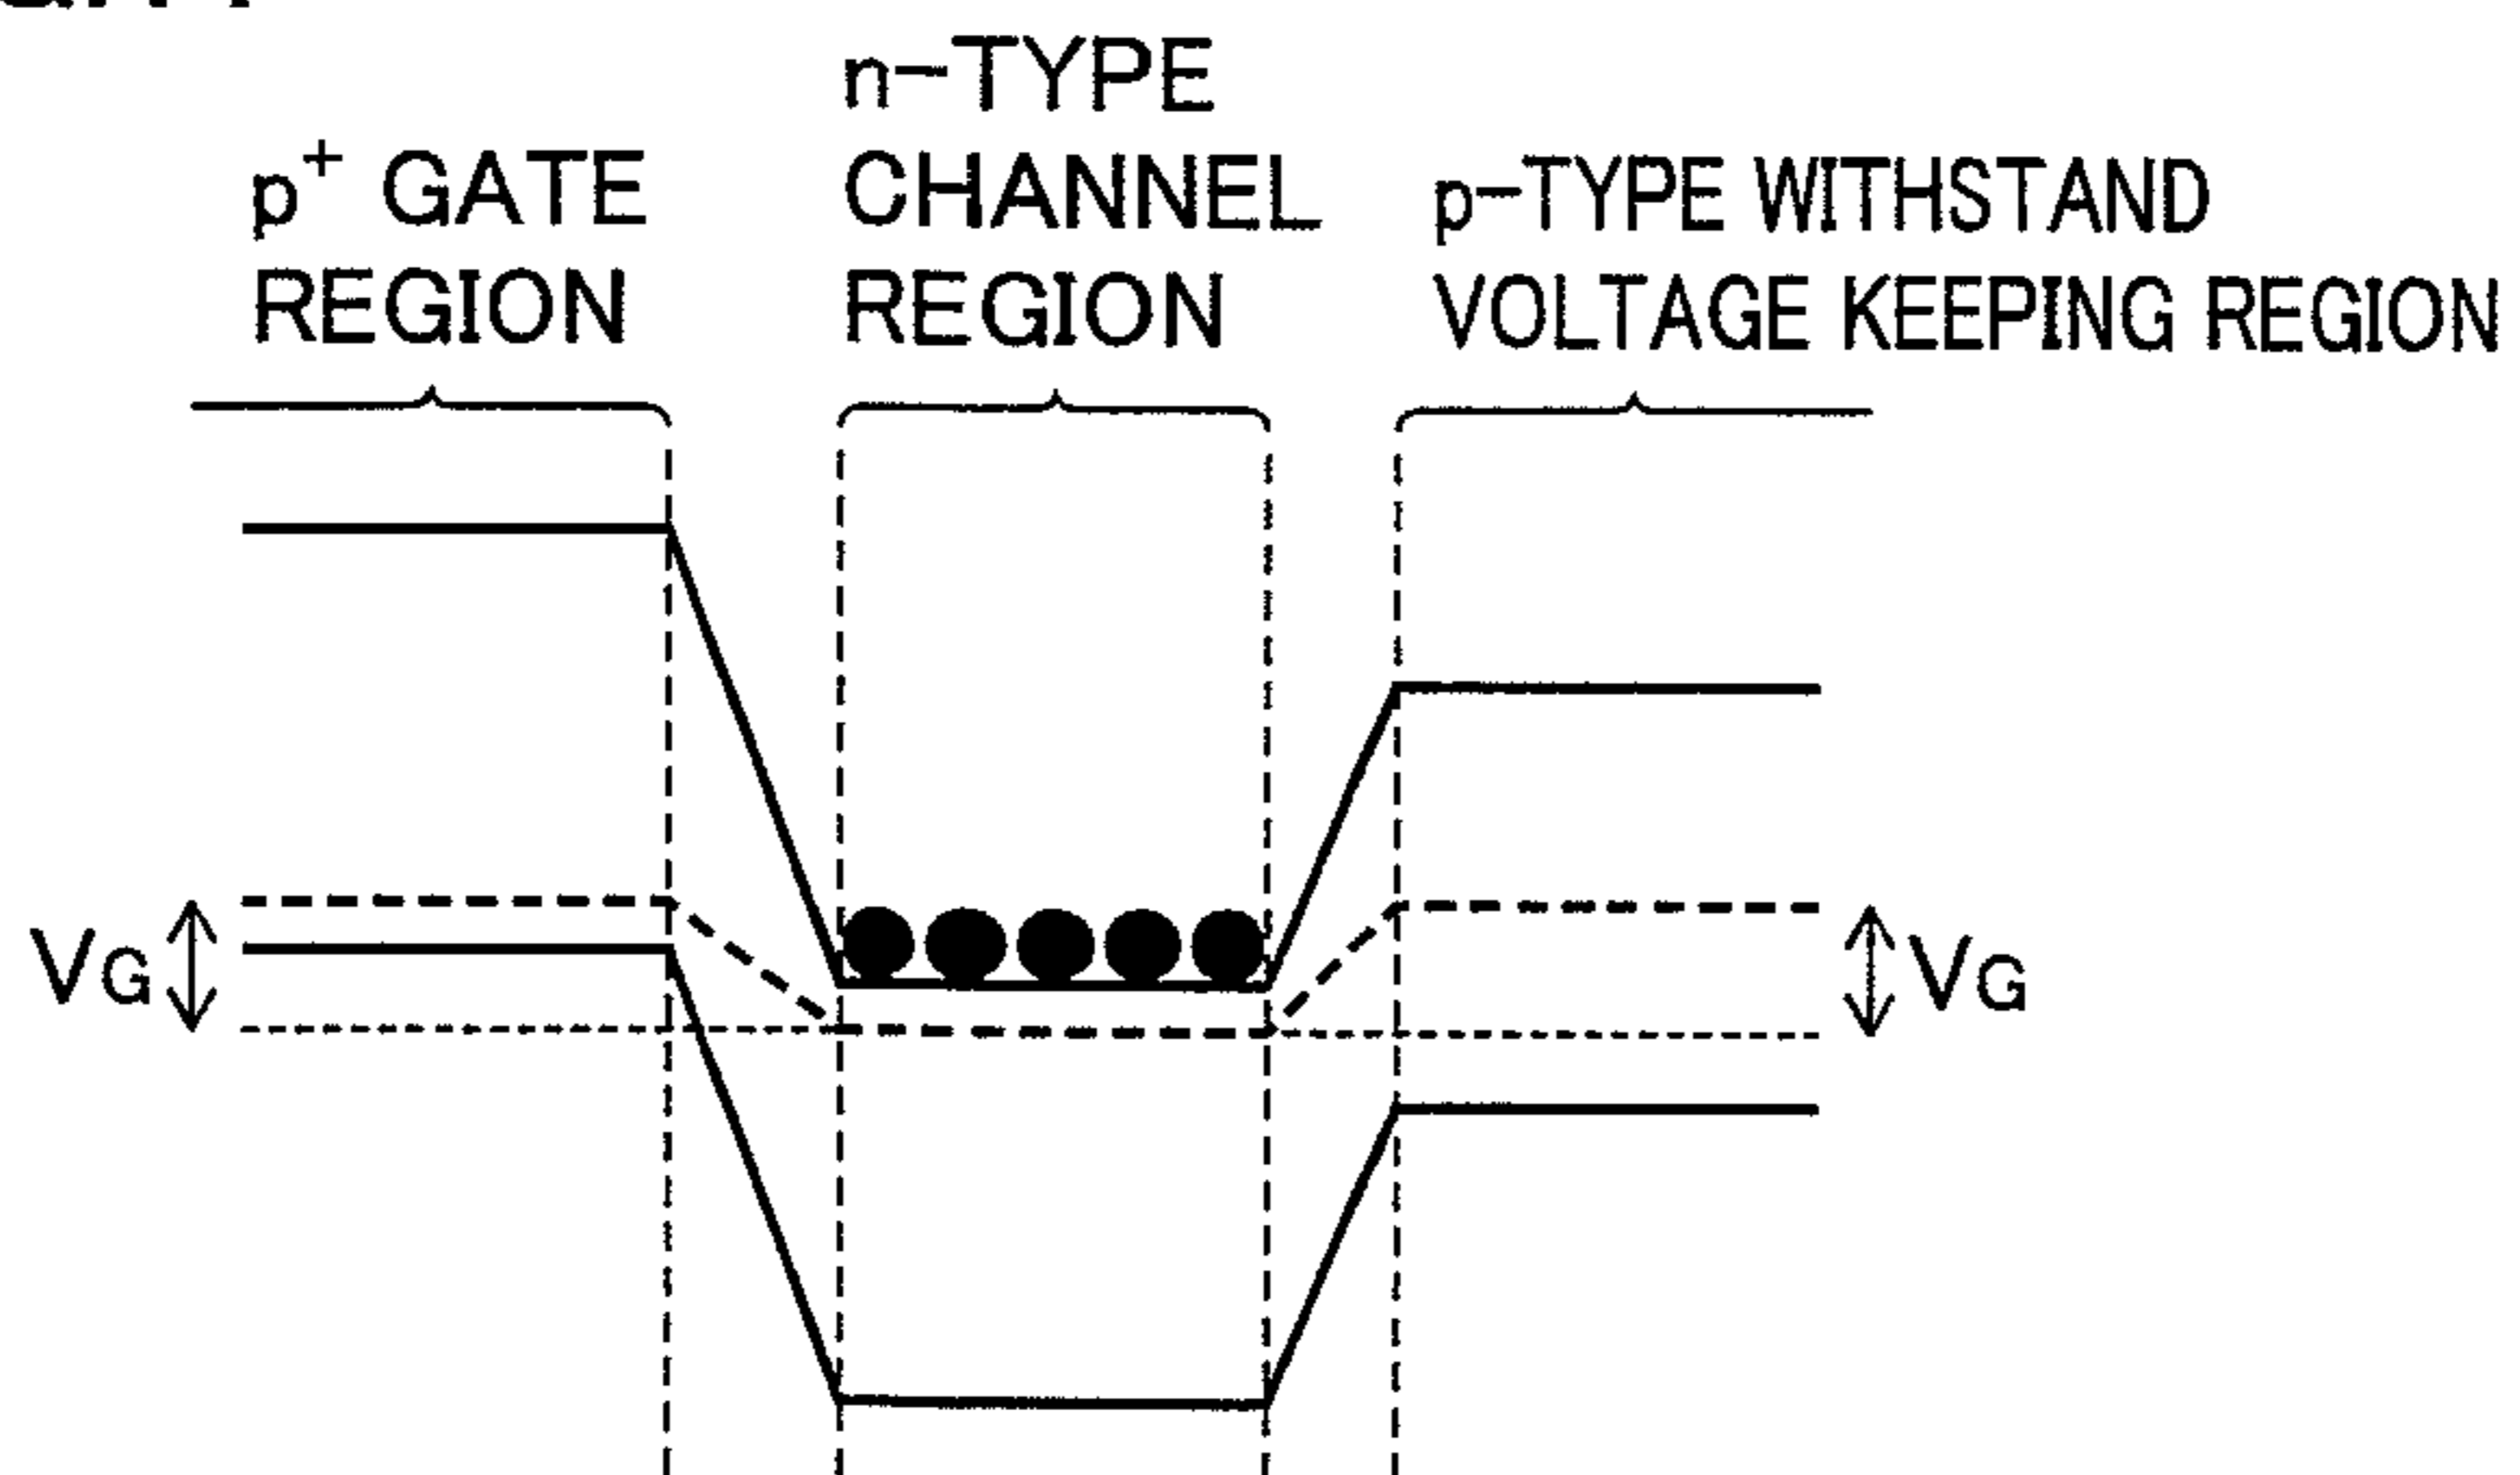 n-TYPE
CHANNEL
REGION
p+ GATE
REGION
p-TYPE WITHSTAND
VOLTAGE KEEPING REGION
VG
VG